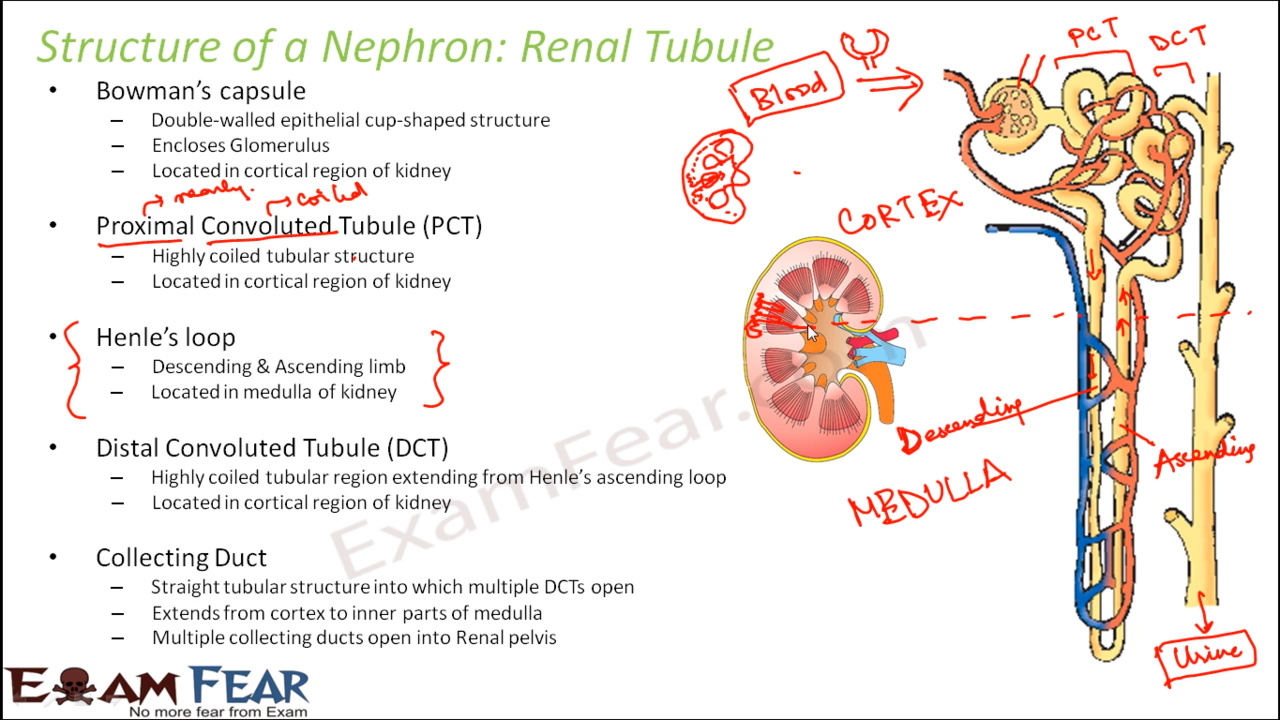 Structure of a Nephron: Renal Tubule
• Bowman's capsule
– Double-walled epithelial cup-shaped structure
– Encloses Glomerulus
– Located in cortical region of kidney
nearly. coiled
• Proximal Convoluted Tubule (PCT)
– Highly coiled tubular structure
– Located in cortical region of kidney
• Henle's loop
– Descending & Ascending limb
– Located in medulla of kidney
• Distal Convoluted Tubule (DCT)
– Highly coiled tubular region extending from Henle's ascending loop
– Located in cortical region of kidney
• Collecting Duct
– Straight tubular structure into which multiple DCTs open
– Extends from cortex to inner parts of medulla
– Multiple collecting ducts open into Renal pelvis
Blood
PCT
DCT
CORTEX
Descending
Ascending
MEDULLA
Urine
ExamFear.com
EXAM FEAR
No more fear from Exam